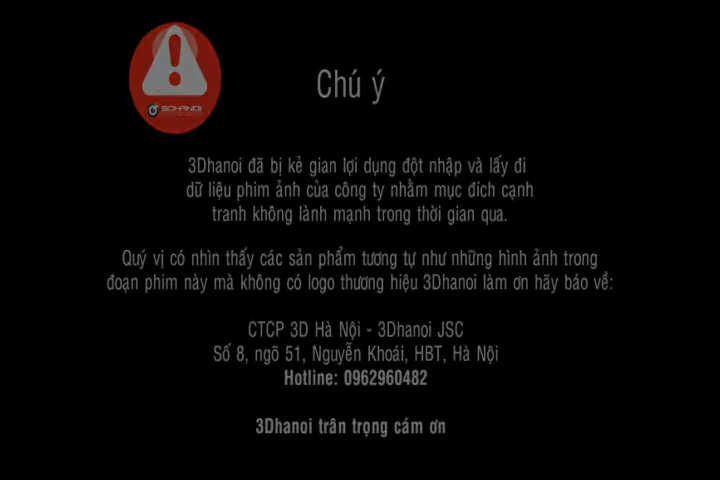 3DHANOI
Chú ý
3Dhanoi đã bị kẻ gian lợi dụng đột nhập và lấy đi
dữ liệu phim ảnh của công ty nhằm mục đích cạnh
tranh không lành mạnh trong thời gian qua.
Quý vị có nhìn thấy các sản phẩm tương tự như những hình ảnh trong
đoạn phim này mà không có logo thương hiệu 3Dhanoi làm ơn hãy báo về:
CTCP 3D Hà Nội - 3Dhanoi JSC
Số 8, ngõ 51, Nguyễn Khoái, HBT, Hà Nội
Hotline: 0962960482
3Dhanoi trân trọng cám ơn